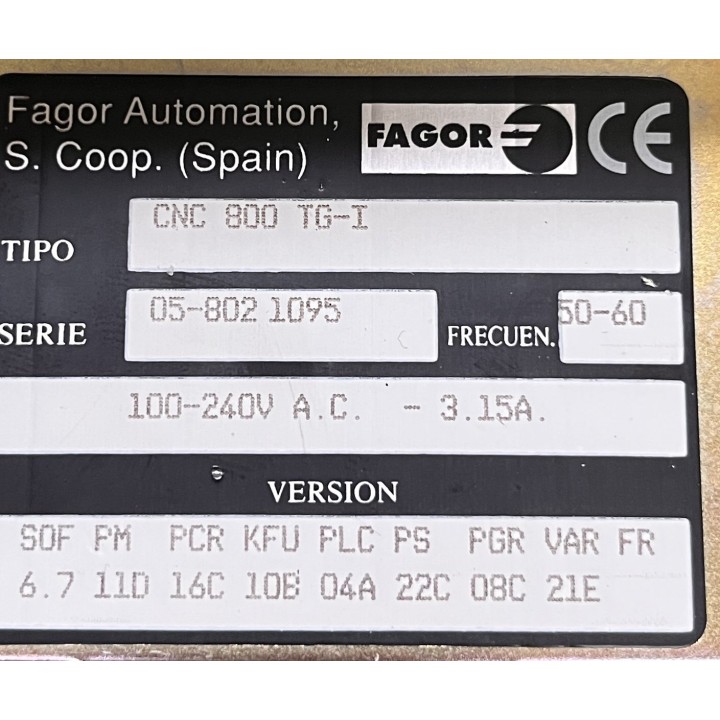 Fagor Automation,
S. Coop. (Spain)
FAGOR
CE
TIPO CNC 800 TG-I
SERIE 05-802 1095 FRECUEN. 50-60
100-240V A.C. - 3.15A.
VERSION
SOF PM PCR KFU PLC PS PGR VAR FR
6.7 11D 16C 10B 04A 22C 08C 21E